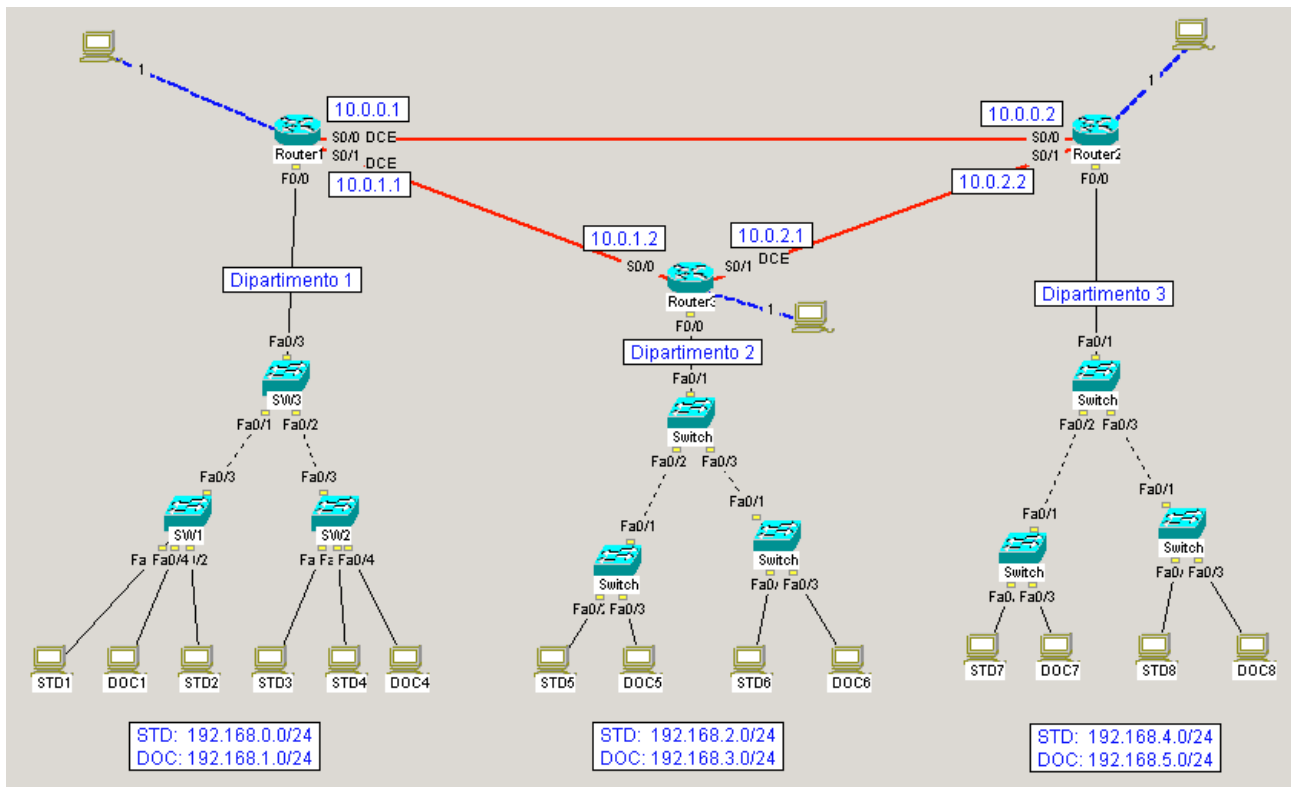 1
1
10.0.0.1
10.0.0.2
S0/0 DCE
S0/0
Router1
S0/1
DCE
S0/1
Router2
F0/0
10.0.1.1
10.0.2.2
F0/0
10.0.1.2
10.0.2.1
S0/0
S0/1
DCE
Dipartimento 1
F0/0
1
Dipartimento 3
Dipartimento 2
Fa0/3
SW3
Fa0/1
Fa0/2
Fa0/1
Switch
Fa0/2
Fa0/3
Fa0/1
Switch
Fa0/2
Fa0/3
Fa0/3
Fa0/3
SW1
SW2
Fa0/4
Fa0/4
Fa0/1
Fa0/1
Switch
Switch
Fa0/3
Fa0/3
Fa0/1
Fa0/1
Switch
Switch
Fa0/3
Fa0/3
STD1
DOC1
STD2
STD3
STD4
DOC4
STD5
DOC5
STD6
DOC6
STD7
DOC7
STD8
DOC8
STD: 192.168.0.0/24
DOC: 192.168.1.0/24
STD: 192.168.2.0/24
DOC: 192.168.3.0/24
STD: 192.168.4.0/24
DOC: 192.168.5.0/24